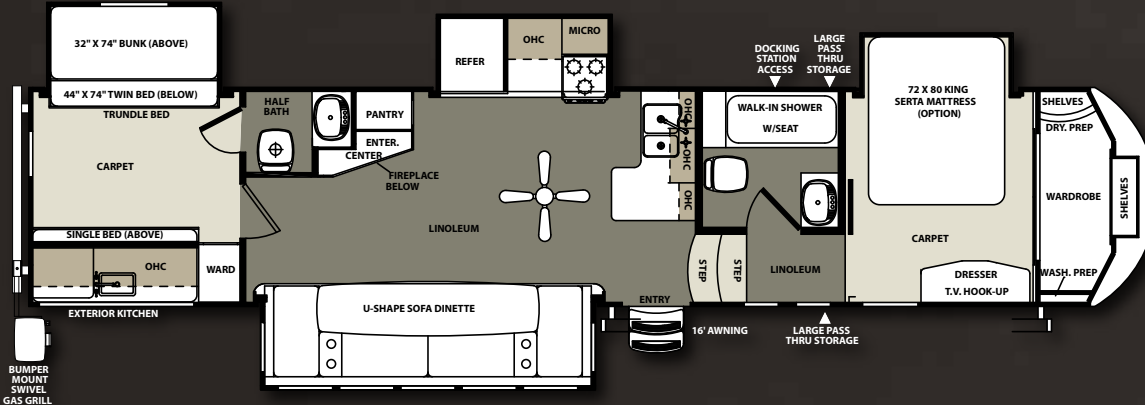 32" X 74" BUNK (ABOVE)
44" X 74" TWIN BED (BELOW)
TRUNDLE BED
CARPET
SINGLE BED (ABOVE)
OHC
WARD
EXTERIOR KITCHEN
BUMPER
MOUNT
SWIVEL
GAS GRILL
HALF
BATH
PANTRY
ENTER.
CENTER
FIREPLACE
BELOW
REFER
OHC
MICRO
LINOLEUM
U-SHAPE SOFA DINETTE
OHC
OHC
OHC
ENTRY
16' AWNING
STEP
STEP
DOCKING
STATION
ACCESS
LARGE
PASS
THRU
STORAGE
WALK-IN SHOWER
W/SEAT
LINOLEUM
LARGE PASS
THRU STORAGE
72 X 80 KING
SERTA MATTRESS
(OPTION)
CARPET
DRESSER
T.V. HOOK-UP
SHELVES
DRY. PREP
WARDROBE
SHELVES
WASH. PREP